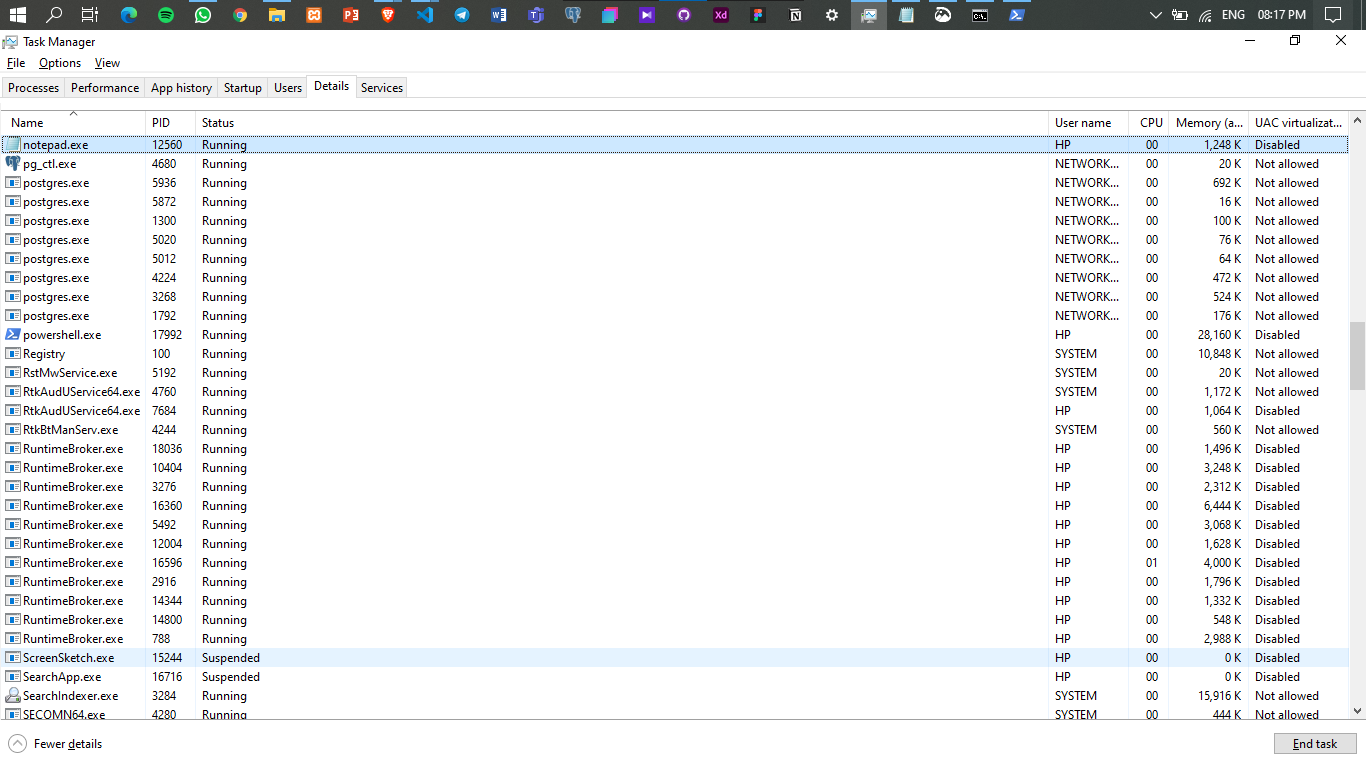 Xd
ENG 08:17 PM
Task Manager
File Options View
Processes Performance App history Startup Users Details Services
Name PID Status User name CPU Memory (a... UAC virtualizat...
notepad.exe 12560 Running HP 00 1,248 K Disabled
pg_ctl.exe 4680 Running NETWORK... 00 20 K Not allowed
postgres.exe 5936 Running NETWORK... 00 692 K Not allowed
postgres.exe 5872 Running NETWORK... 00 16 K Not allowed
postgres.exe 1300 Running NETWORK... 00 100 K Not allowed
postgres.exe 5020 Running NETWORK... 00 76 K Not allowed
postgres.exe 5012 Running NETWORK... 00 64 K Not allowed
postgres.exe 4224 Running NETWORK... 00 472 K Not allowed
postgres.exe 3268 Running NETWORK... 00 524 K Not allowed
postgres.exe 1792 Running NETWORK... 00 176 K Not allowed
powershell.exe 17992 Running HP 00 28,160 K Disabled
Registry 100 Running SYSTEM 00 10,848 K Not allowed
RstMwService.exe 5192 Running SYSTEM 00 20 K Not allowed
RtkAudUService64.exe 4760 Running SYSTEM 00 1,172 K Not allowed
RtkAudUService64.exe 7684 Running HP 00 1,064 K Disabled
RtkBtManServ.exe 4244 Running SYSTEM 00 560 K Not allowed
RuntimeBroker.exe 18036 Running HP 00 1,496 K Disabled
RuntimeBroker.exe 10404 Running HP 00 3,248 K Disabled
RuntimeBroker.exe 3276 Running HP 00 2,312 K Disabled
RuntimeBroker.exe 16360 Running HP 00 6,444 K Disabled
RuntimeBroker.exe 5492 Running HP 00 3,068 K Disabled
RuntimeBroker.exe 12004 Running HP 00 1,628 K Disabled
RuntimeBroker.exe 16596 Running HP 01 4,000 K Disabled
RuntimeBroker.exe 2916 Running HP 00 1,796 K Disabled
RuntimeBroker.exe 14344 Running HP 00 1,332 K Disabled
RuntimeBroker.exe 14800 Running HP 00 548 K Disabled
RuntimeBroker.exe 788 Running HP 00 2,988 K Disabled
ScreenSketch.exe 15244 Suspended HP 00 0 K Disabled
SearchApp.exe 16716 Suspended HP 00 0 K Disabled
SearchIndexer.exe 3284 Running SYSTEM 00 15,916 K Not allowed
SECOMN64.exe 4280 Running SYSTEM 00 444 K Not allowed
Fewer details End task